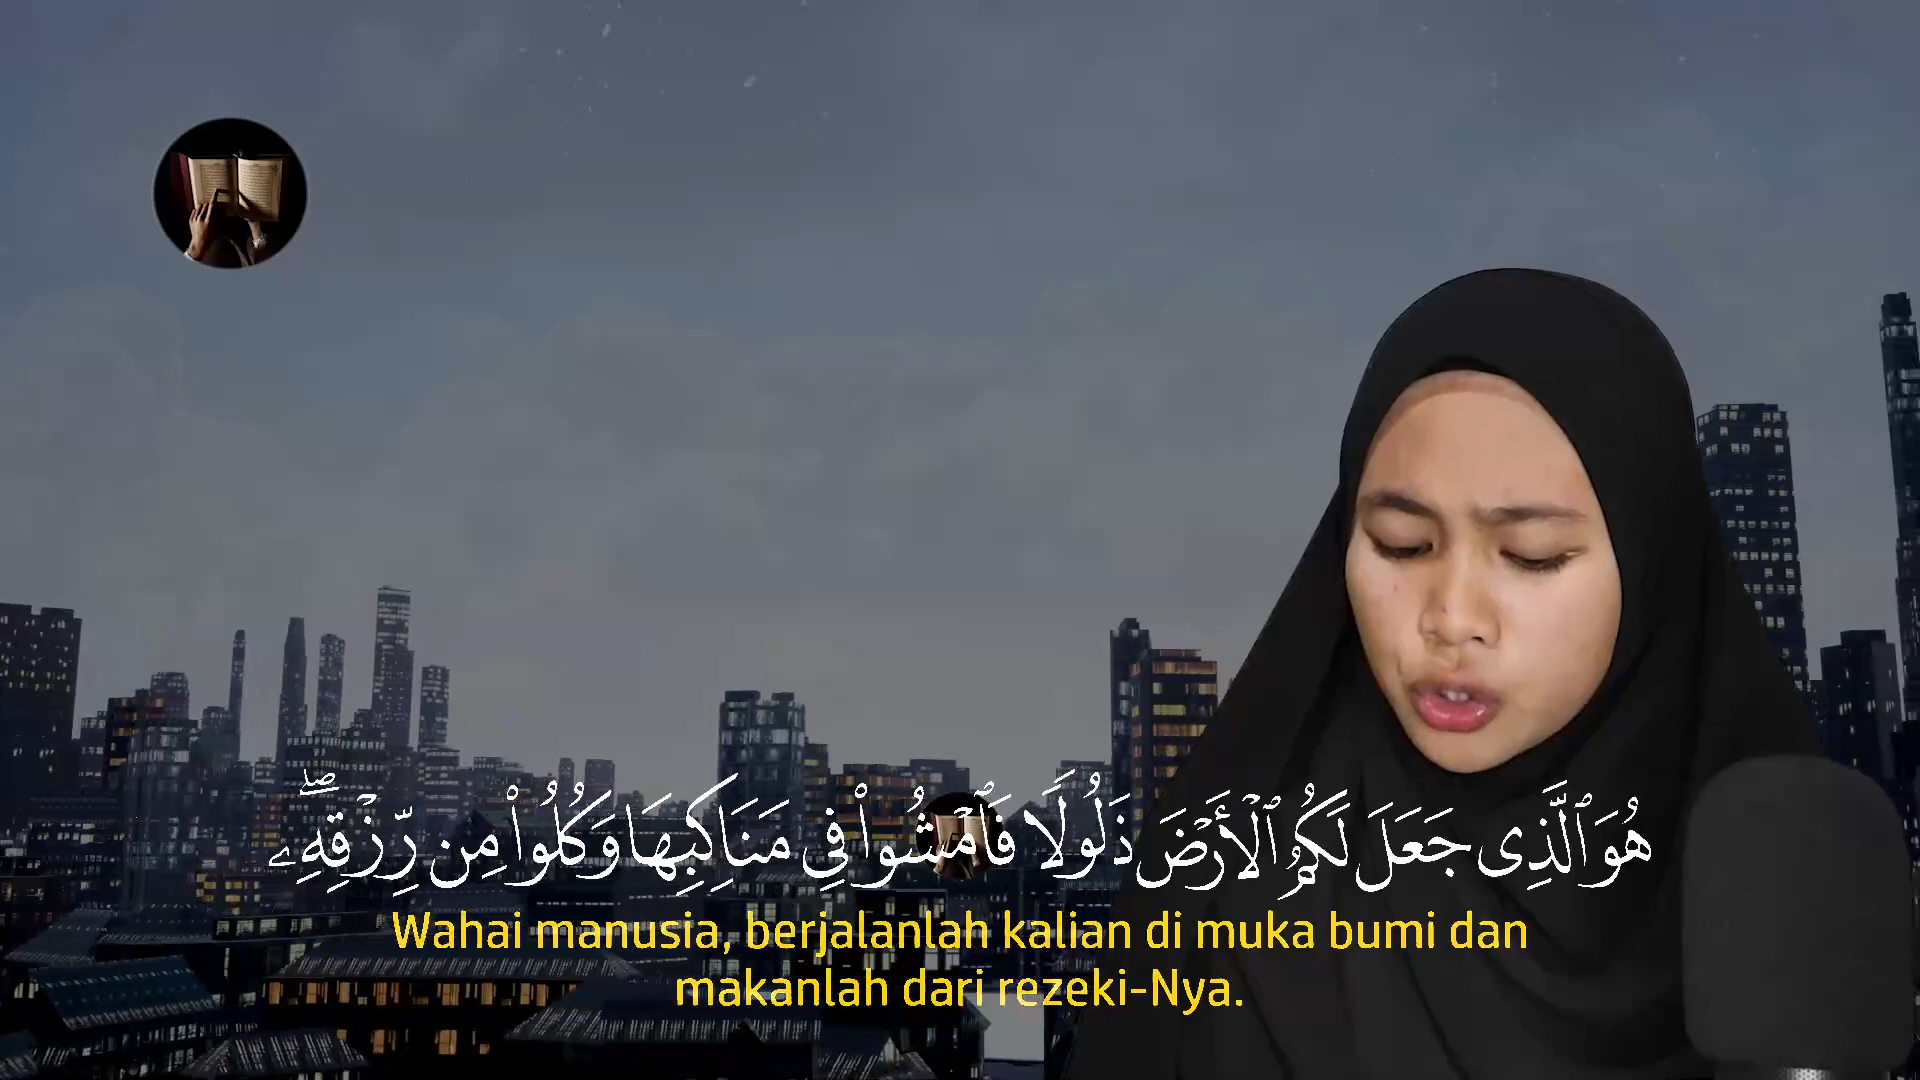 هُوَ ٱلَّذِى جَعَلَ لَكُمُ ٱلْأَرْضَ ذَلُولًا فَٱمْشُوا۟ فِى مَنَاكِبِهَا وَكُلُوا۟ مِن رِّزْقِهِۦ ۖ
Wahai manusia, berjalanlah kalian di muka bumi dan
makanlah dari rezeki-Nya.